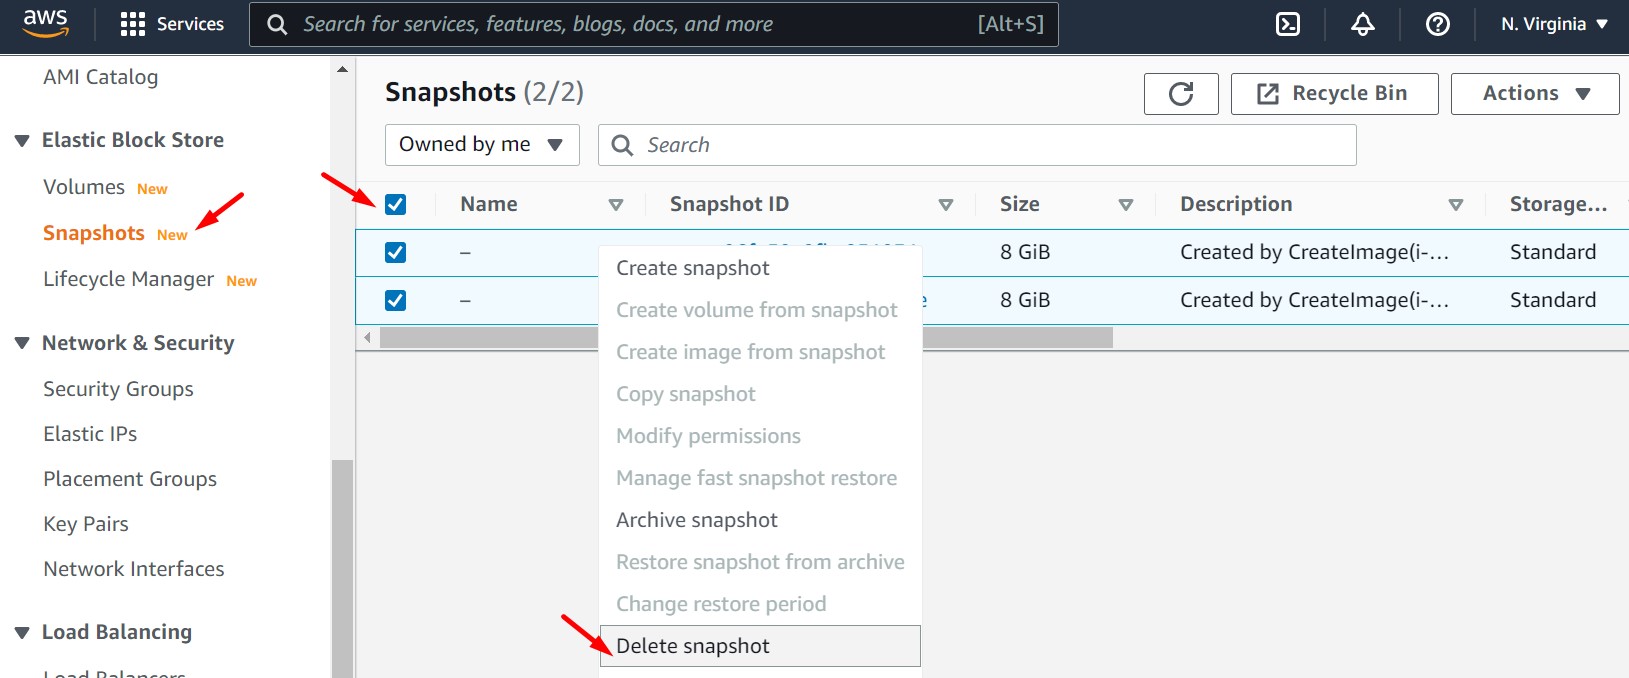 aws
Services
Search for services, features, blogs, docs, and more
[Alt+S]
N. Virginia
AMI Catalog
Elastic Block Store
Volumes New
Snapshots New
Lifecycle Manager New
Network & Security
Security Groups
Elastic IPs
Placement Groups
Key Pairs
Network Interfaces
Load Balancing
Load Balancers
Snapshots (2/2)
Recycle Bin
Actions
Owned by me
Search
Name
Snapshot ID
Size
Description
Storage...
–
8 GiB
Created by CreateImage(i-...
Standard
–
8 GiB
Created by CreateImage(i-...
Standard
Create snapshot
Create volume from snapshot
Create image from snapshot
Copy snapshot
Modify permissions
Manage fast snapshot restore
Archive snapshot
Restore snapshot from archive
Change restore period
Delete snapshot